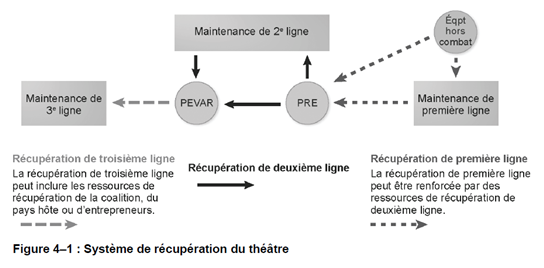 Maintenance de 2e ligne
Éqpt
hors
combat
Maintenance de
3e ligne
PEVAR
PRE
Maintenance de
première ligne
Récupération de troisième ligne
La récupération de troisième ligne
peut inclure les ressources de
récupération de la coalition, du
pays hôte ou d'entrepreneurs.
Récupération de deuxième ligne
Récupération de première ligne
La récupération de première ligne
peut être renforcée par des
ressources de récupération de
deuxième ligne.
Figure 4–1 : Système de récupération du théâtre